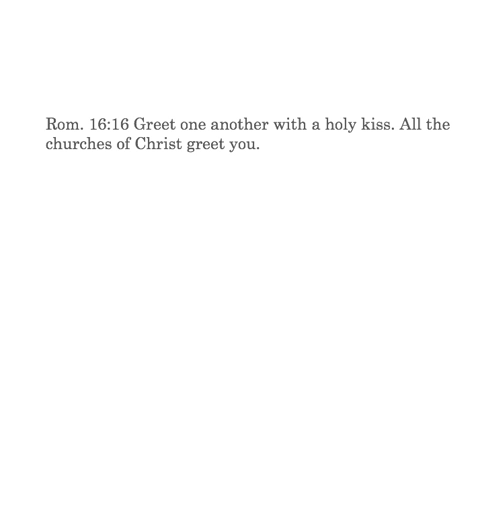 Rom. 16:16 Greet one another with a holy kiss. All the
churches of Christ greet you.